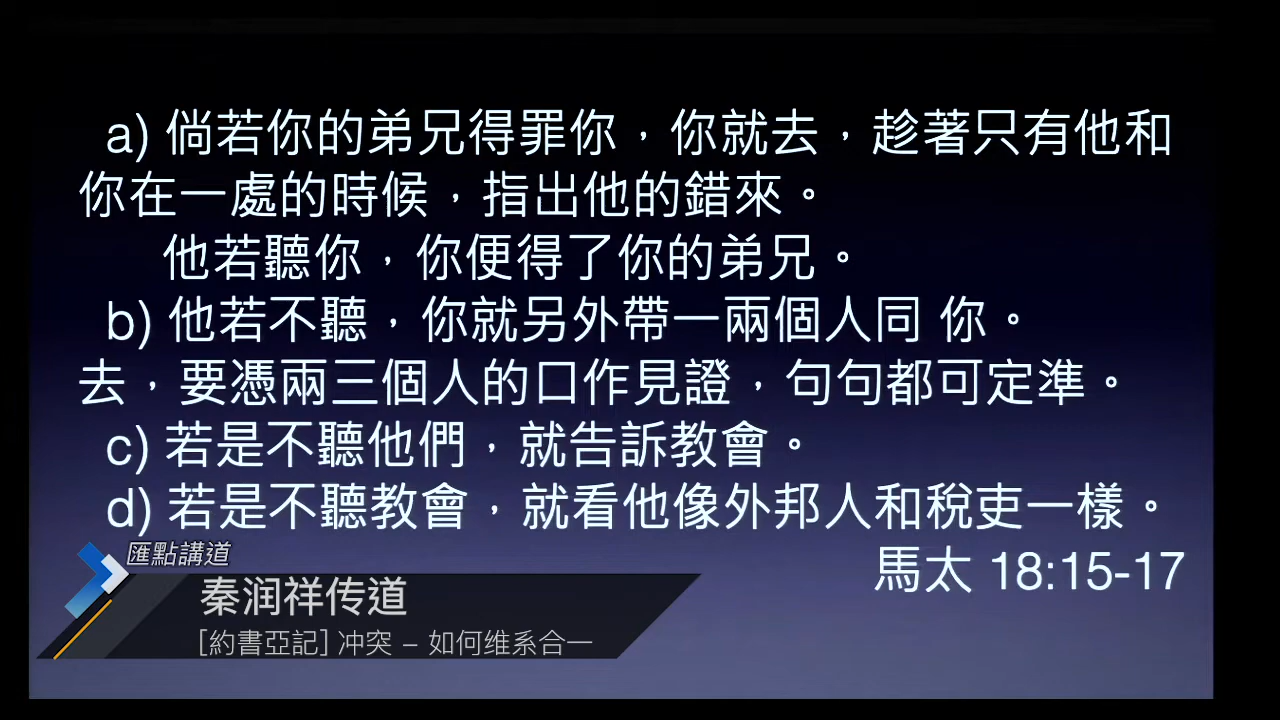 a) 倘若你的弟兄得罪你，你就去，趁著只有他和
你在一處的時候，指出他的錯來。
他若聽你，你便得了你的弟兄。
b) 他若不聽，你就另外帶一兩個人同 你。
去，要憑兩三個人的口作見證，句句都可定準。
c) 若是不聽他們，就告訴教會。
d) 若是不聽教會，就看他像外邦人和稅吏一樣。
馬太 18:15-17
匯點講道
秦润祥传道
[約書亞記] 冲突 – 如何维系合一